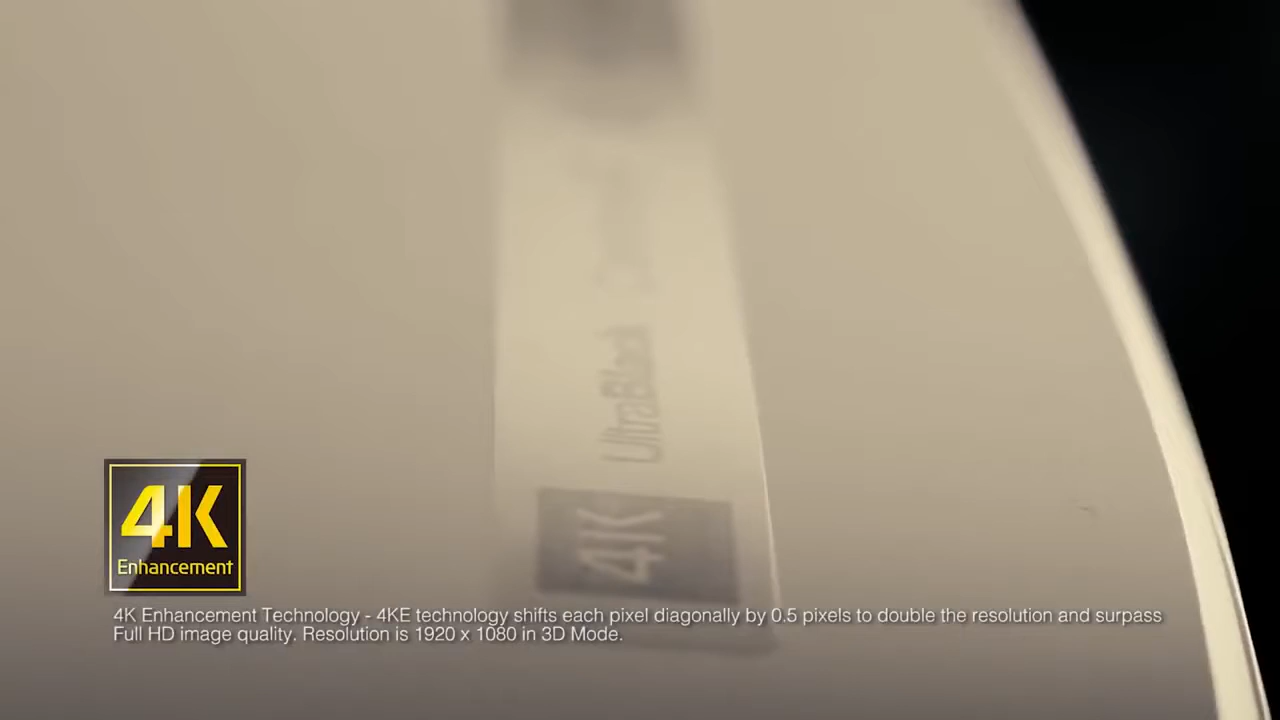 UltraBlack
4K
4K
Enhancement
4K Enhancement Technology - 4KE technology shifts each pixel diagonally by 0.5 pixels to double the resolution and surpass
Full HD image quality. Resolution is 1920 x 1080 in 3D Mode.